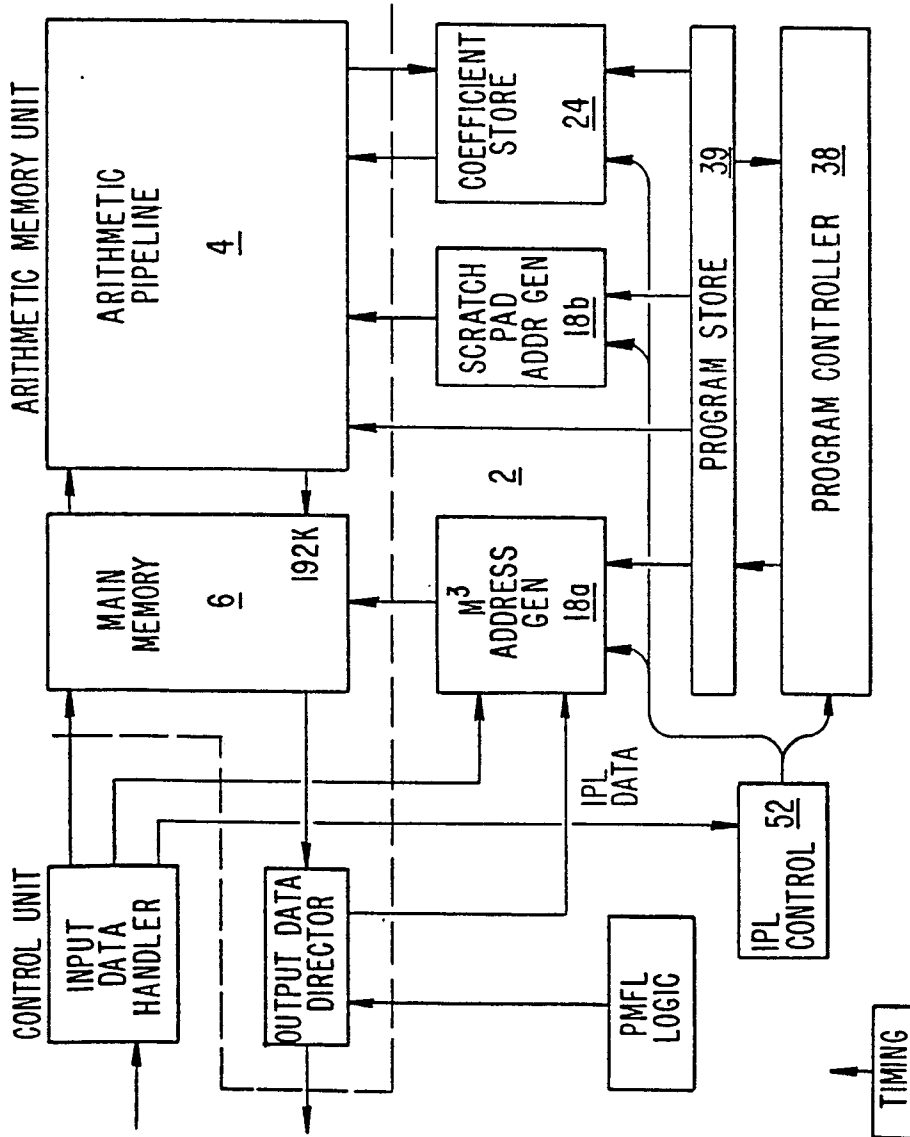 CONTROL UNIT
ARITHMETIC MEMORY UNIT
INPUT
DATA
HANDLER
MAIN
MEMORY
6
192K
ARITHMETIC
PIPELINE
4
OUTPUT DATA
DIRECTOR
M³
ADDRESS
GEN
18a
2
SCRATCH
PAD
ADDR GEN
18b
COEFFICIENT
STORE
24
IPL
DATA
PMFL
LOGIC
PROGRAM STORE
39
IPL
CONTROL
52
PROGRAM CONTROLLER
38
TIMING